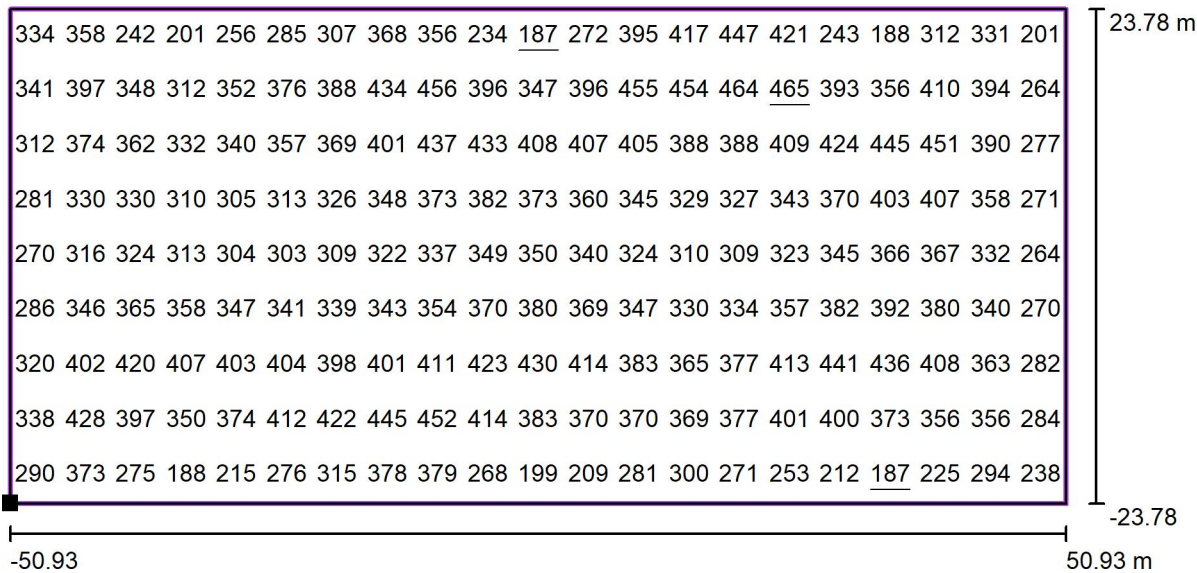 334 358 242 201 256 285 307 368 356 234 187 272 395 417 447 421 243 188 312 331 201
23.78 m
341 397 348 312 352 376 388 434 456 396 347 396 455 454 464 465 393 356 410 394 264
312 374 362 332 340 357 369 401 437 433 408 407 405 388 388 409 424 445 451 390 277
281 330 330 310 305 313 326 348 373 382 373 360 345 329 327 343 370 403 407 358 271
270 316 324 313 304 303 309 322 337 349 350 340 324 310 309 323 345 366 367 332 264
286 346 365 358 347 341 339 343 354 370 380 369 347 330 334 357 382 392 380 340 270
320 402 420 407 403 404 398 401 411 423 430 414 383 365 377 413 441 436 408 363 282
338 428 397 350 374 412 422 445 452 414 383 370 370 369 377 401 400 373 356 356 284
290 373 275 188 215 276 315 378 379 268 199 209 281 300 271 253 212 187 225 294 238
-23.78
-50.93
50.93 m